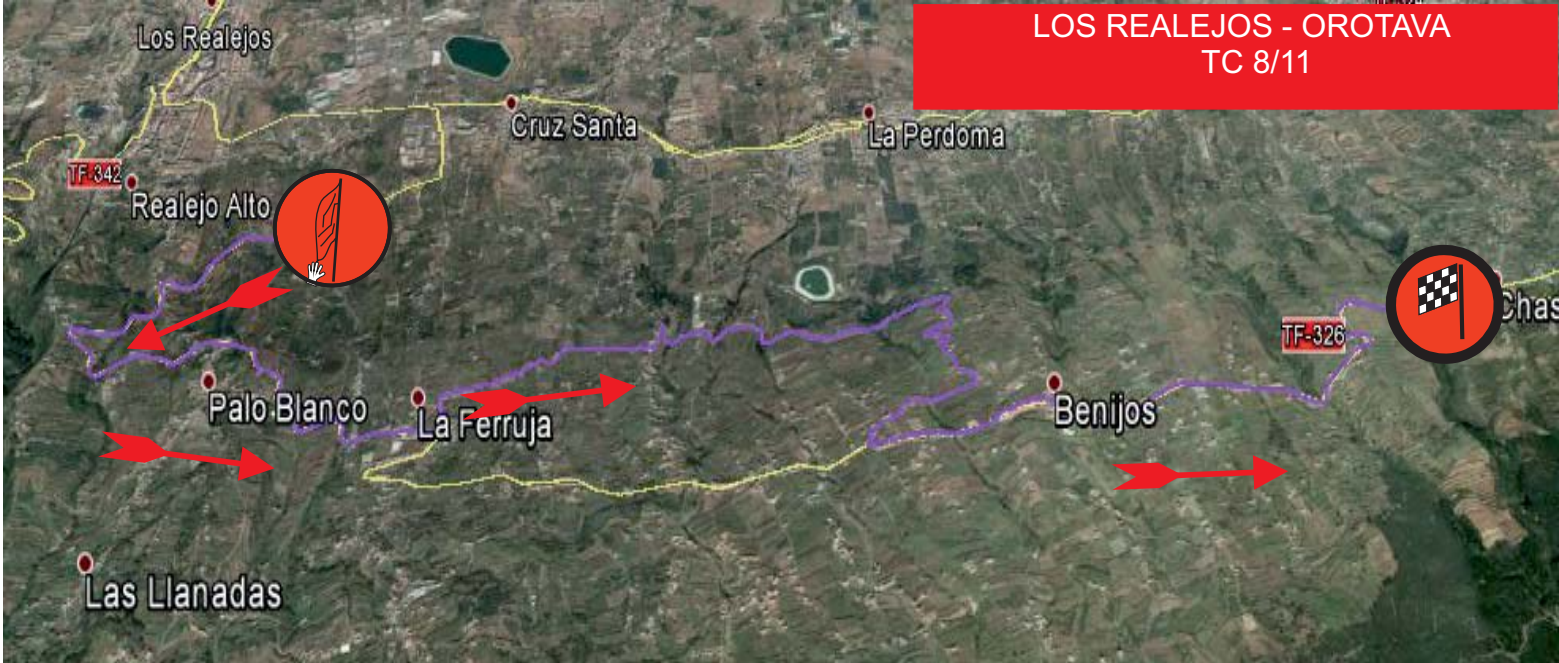 LOS REALEJOS - OROTAVA
TC 8/11
Los Realejos
Cruz Santa
La Perdoma
TF-342
Realejo Alto
Chas
TF-326
Palo Blanco
La Ferruja
Benijos
Las Llanadas